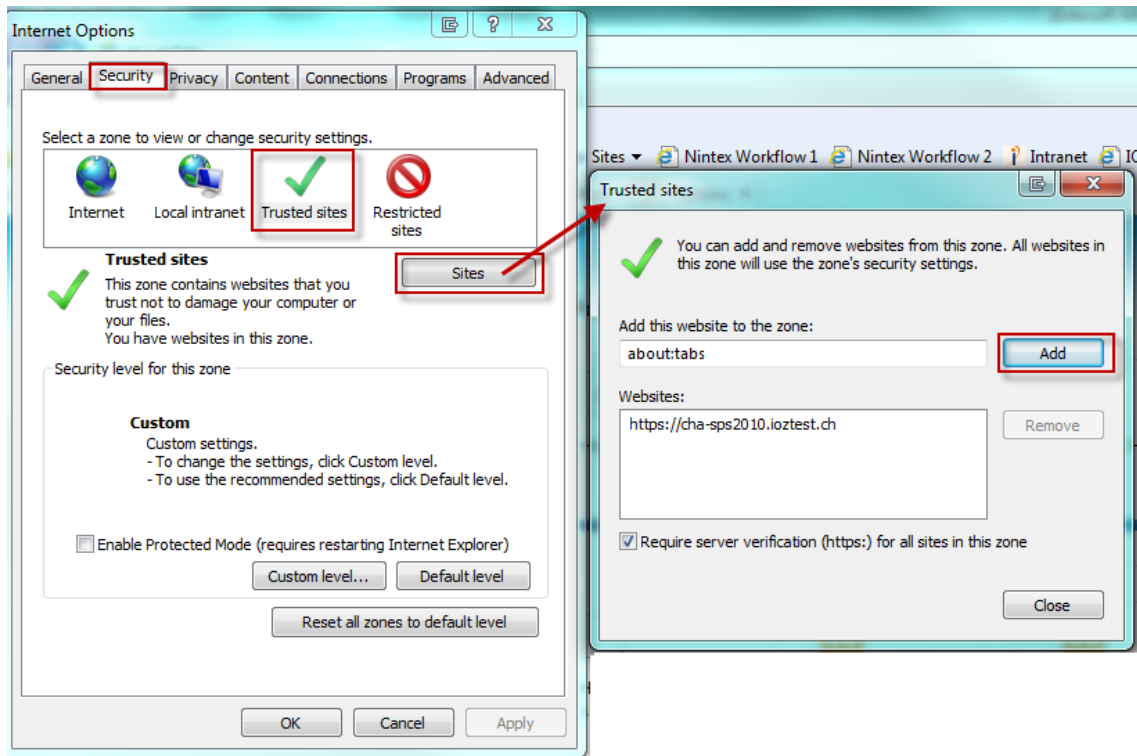 Internet Options
General Security Privacy Content Connections Programs Advanced
Select a zone to view or change security settings.
Internet Local intranet Trusted sites Restricted
sites
Trusted sites
This zone contains websites that you
trust not to damage your computer or
your files.
You have websites in this zone.
Sites
Security level for this zone
Custom
Custom settings.
- To change the settings, click Custom level.
- To use the recommended settings, click Default level.
Enable Protected Mode (requires restarting Internet Explorer)
Custom level... Default level
Reset all zones to default level
OK Cancel Apply
Sites Nintex Workflow 1 Nintex Workflow 2 Intranet
Trusted sites
You can add and remove websites from this zone. All websites in
this zone will use the zone's security settings.
Add this website to the zone:
about:tabs Add
Websites:
https://cha-sps2010.ioztest.ch Remove
Require server verification (https:) for all sites in this zone
Close